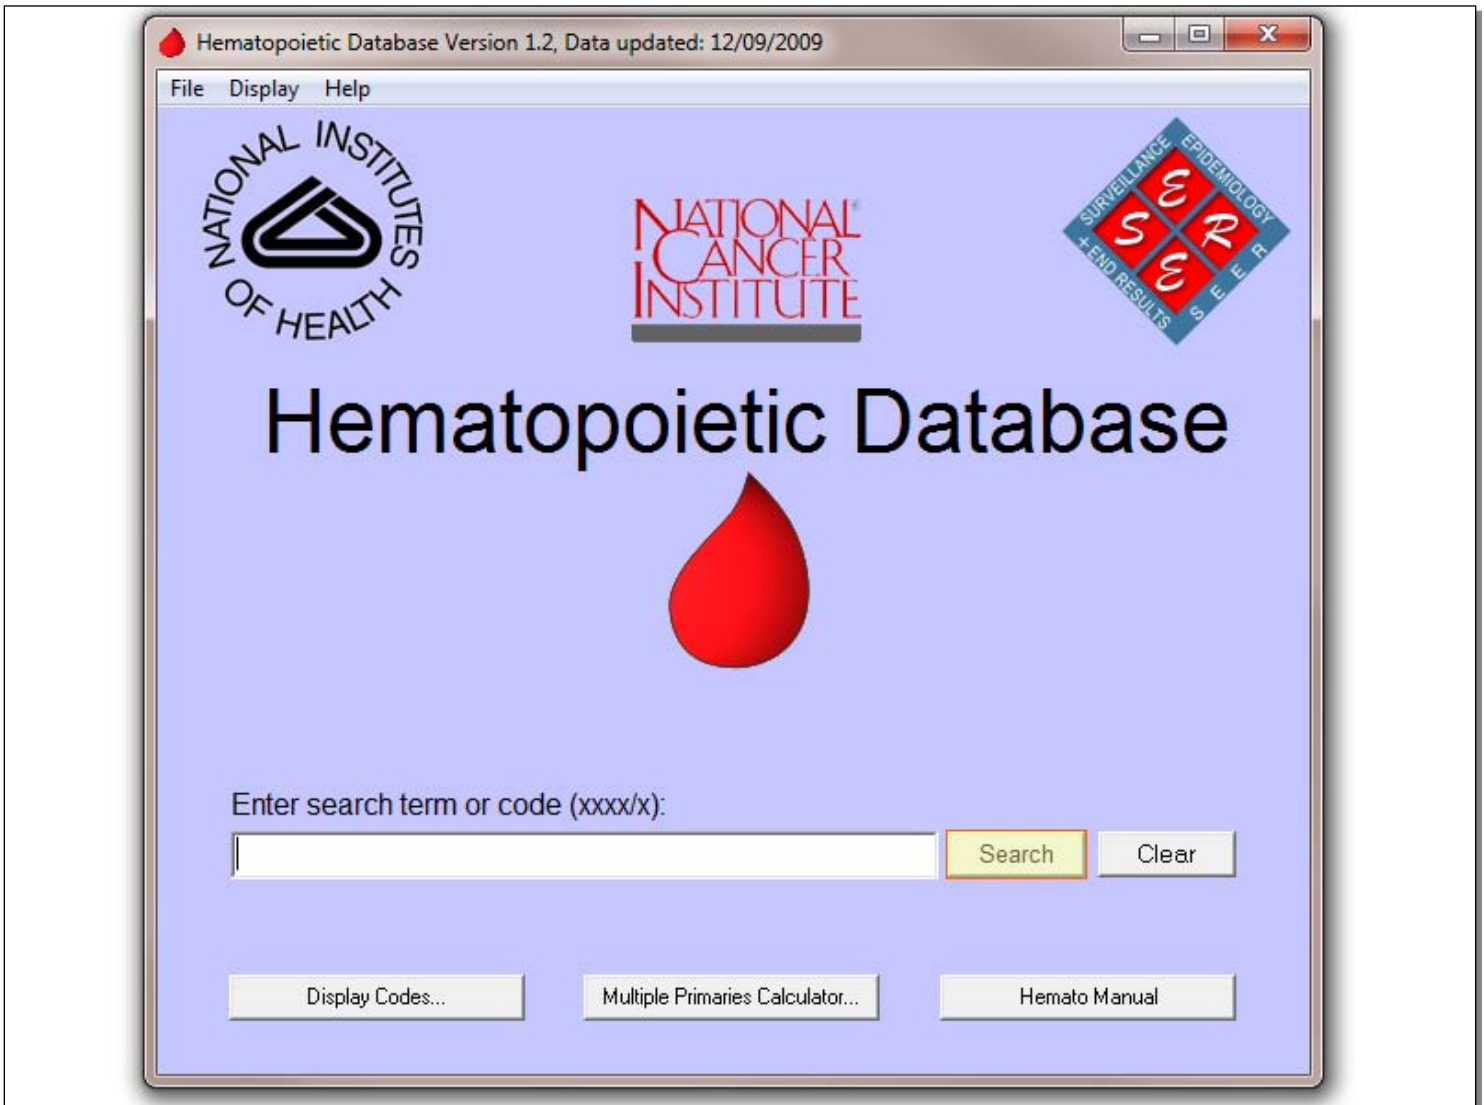 Hematopoietic Database Version 1.2, Data updated: 12/09/2009
File Display Help
NATIONAL INSTITUTES
OF HEALTH
NATIONAL
CANCER
INSTITUTE
SURVEILLANCE
EPIDEMIOLOGY
+ END RESULTS
SEER
S E E R
Hematopoietic Database
Enter search term or code (xxxx/x):
Search Clear
Display Codes... Multiple Primaries Calculator... Hemato Manual